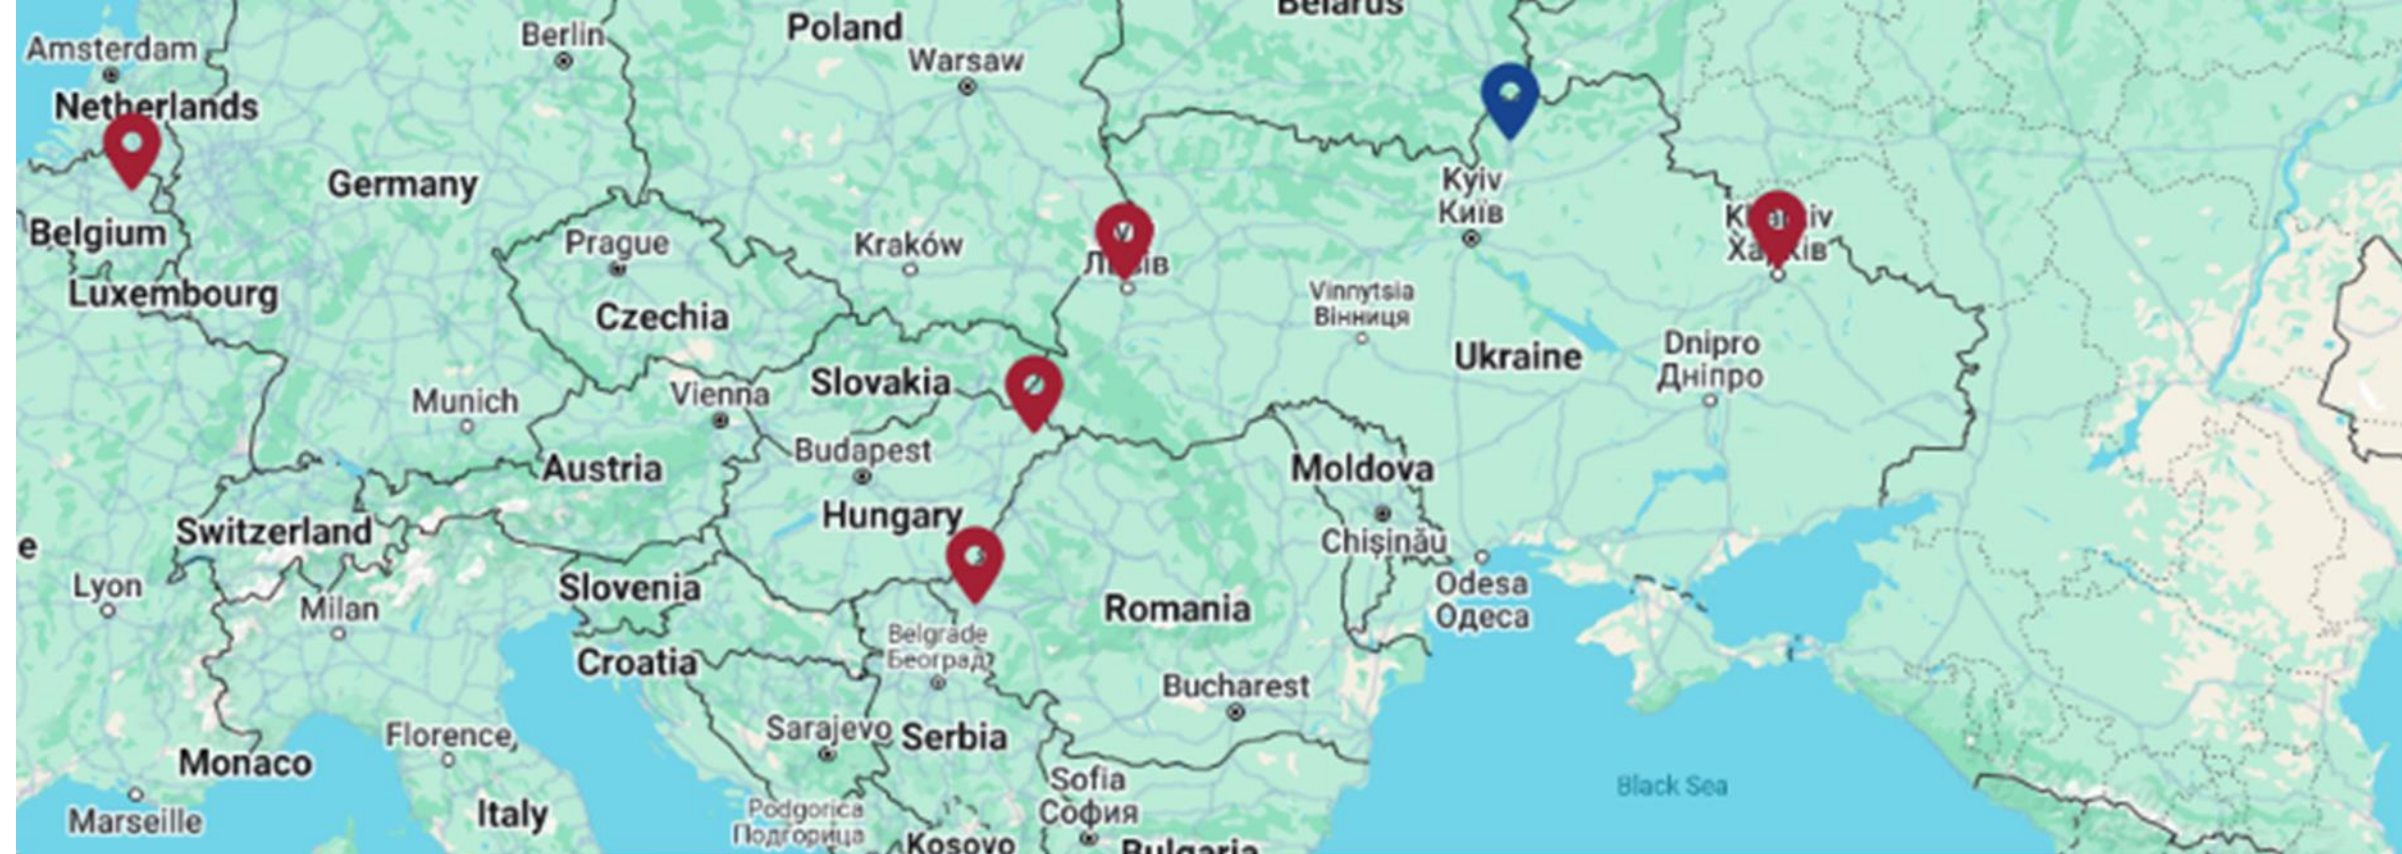 Belarus
Poland
Berlin
Amsterdam
Warsaw
Netherlands
Kyiv
Київ
Germany
Belgium
Prague
Kraków
Luxembourg
Vinnytsia
Вінниця
Czechia
Dnipro
Дніпро
Ukraine
Slovakia
Vienna
Munich
Budapest
Austria
Moldova
Hungary
Switzerland
Chișinău
e
Lyon
Slovenia
Odesa
Одеса
Milan
Romania
Belgrade
Београд
Croatia
Bucharest
Sarajevo
Serbia
Florence
Monaco
Sofia
София
Black Sea
Podgorica
Подгорица
Italy
Marseille
Kosovo
Bulgaria